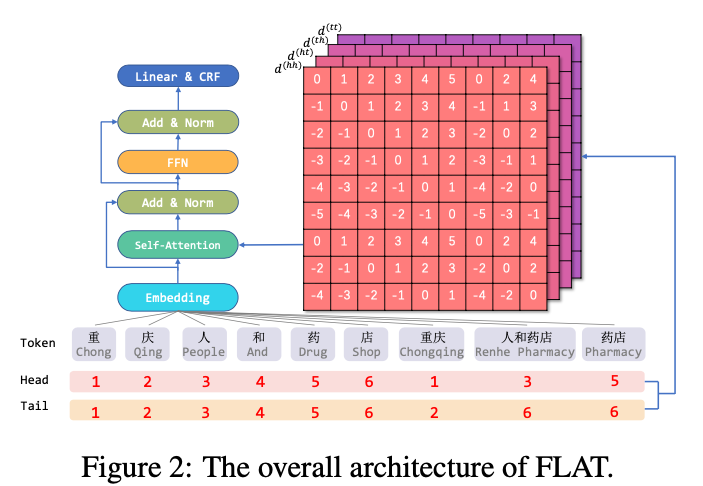 d(tt)
d(th)
d(ht)
d(hh)
Linear & CRF
Add & Norm
FFN
Add & Norm
Self-Attention
Embedding
0 1 2 3 4 5 0 2 4
-1 0 1 2 3 4 -1 1 3
-2 -1 0 1 2 3 -2 0 2
-3 -2 -1 0 1 2 -3 -1 1
-4 -3 -2 -1 0 1 -4 -2 0
-5 -4 -3 -2 -1 0 -5 -3 -1
0 1 2 3 4 5 0 2 4
-2 -1 0 1 2 3 -2 0 2
-4 -3 -2 -1 0 1 -4 -2 0
Token 重 庆 人 和 药 店 重庆 人和药店 药店
Chong Qing People And Drug Shop Chongqing Renhe Pharmacy Pharmacy
Head 1 2 3 4 5 6 1 3 5
Tail 1 2 3 4 5 6 2 6 6
Figure 2: The overall architecture of FLAT.